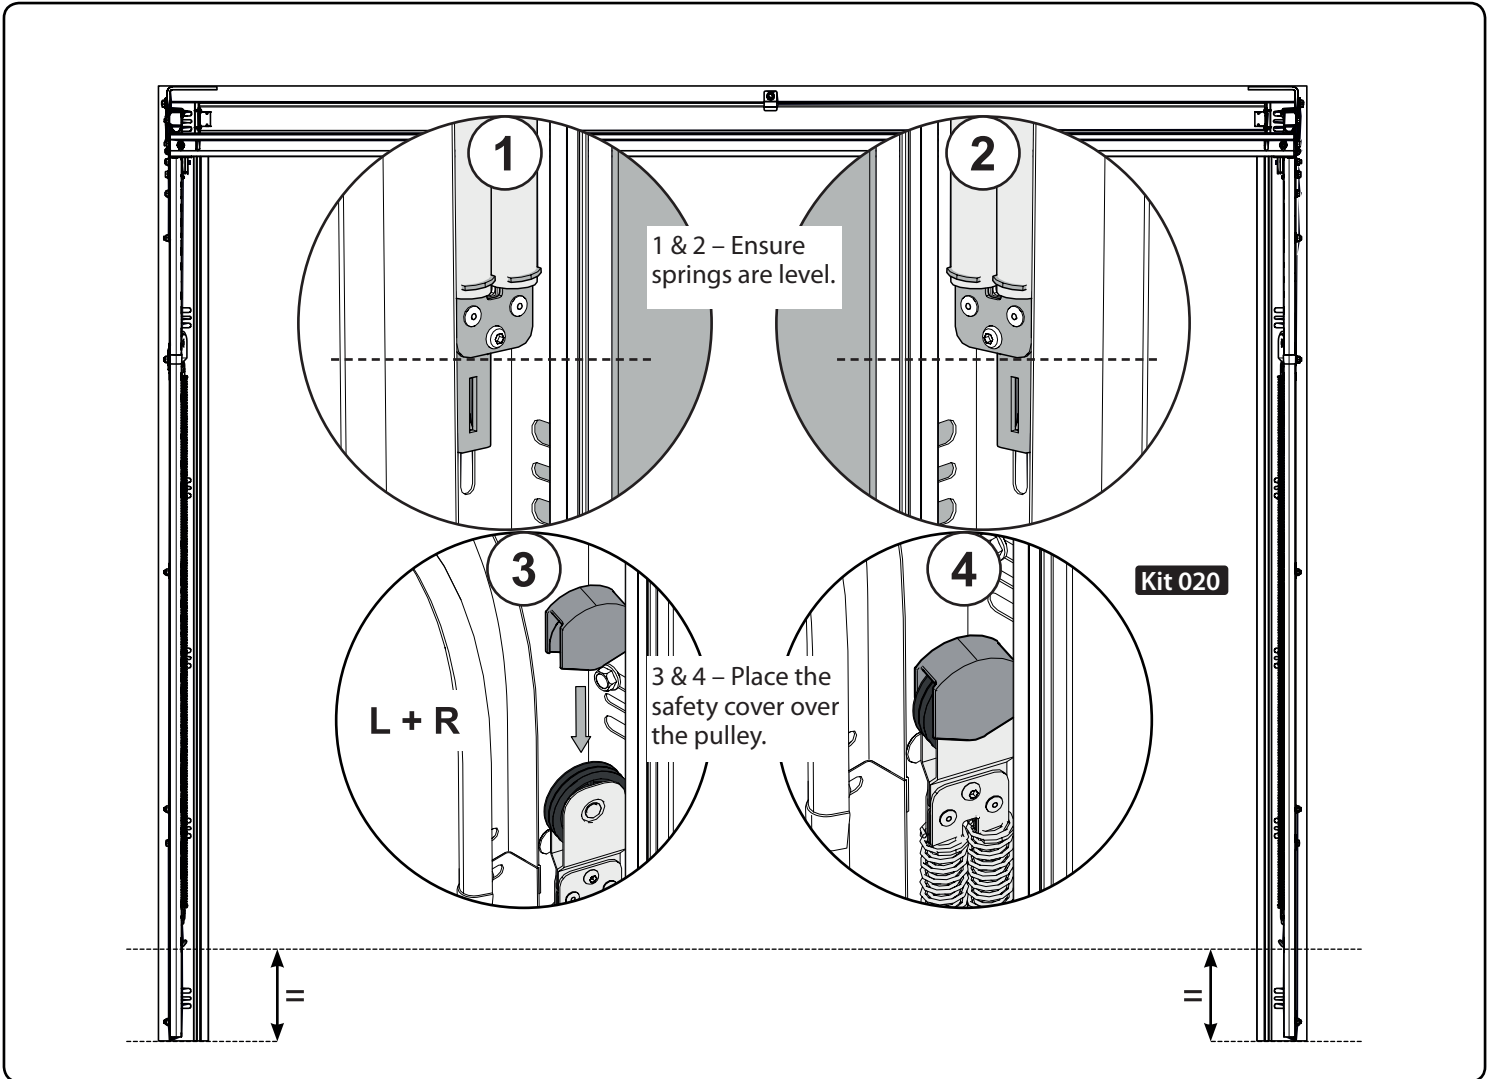 1
2
1 & 2 – Ensure
springs are level.
3
4
Kit 020
L + R
3 & 4 – Place the
safety cover over
the pulley.
=
=